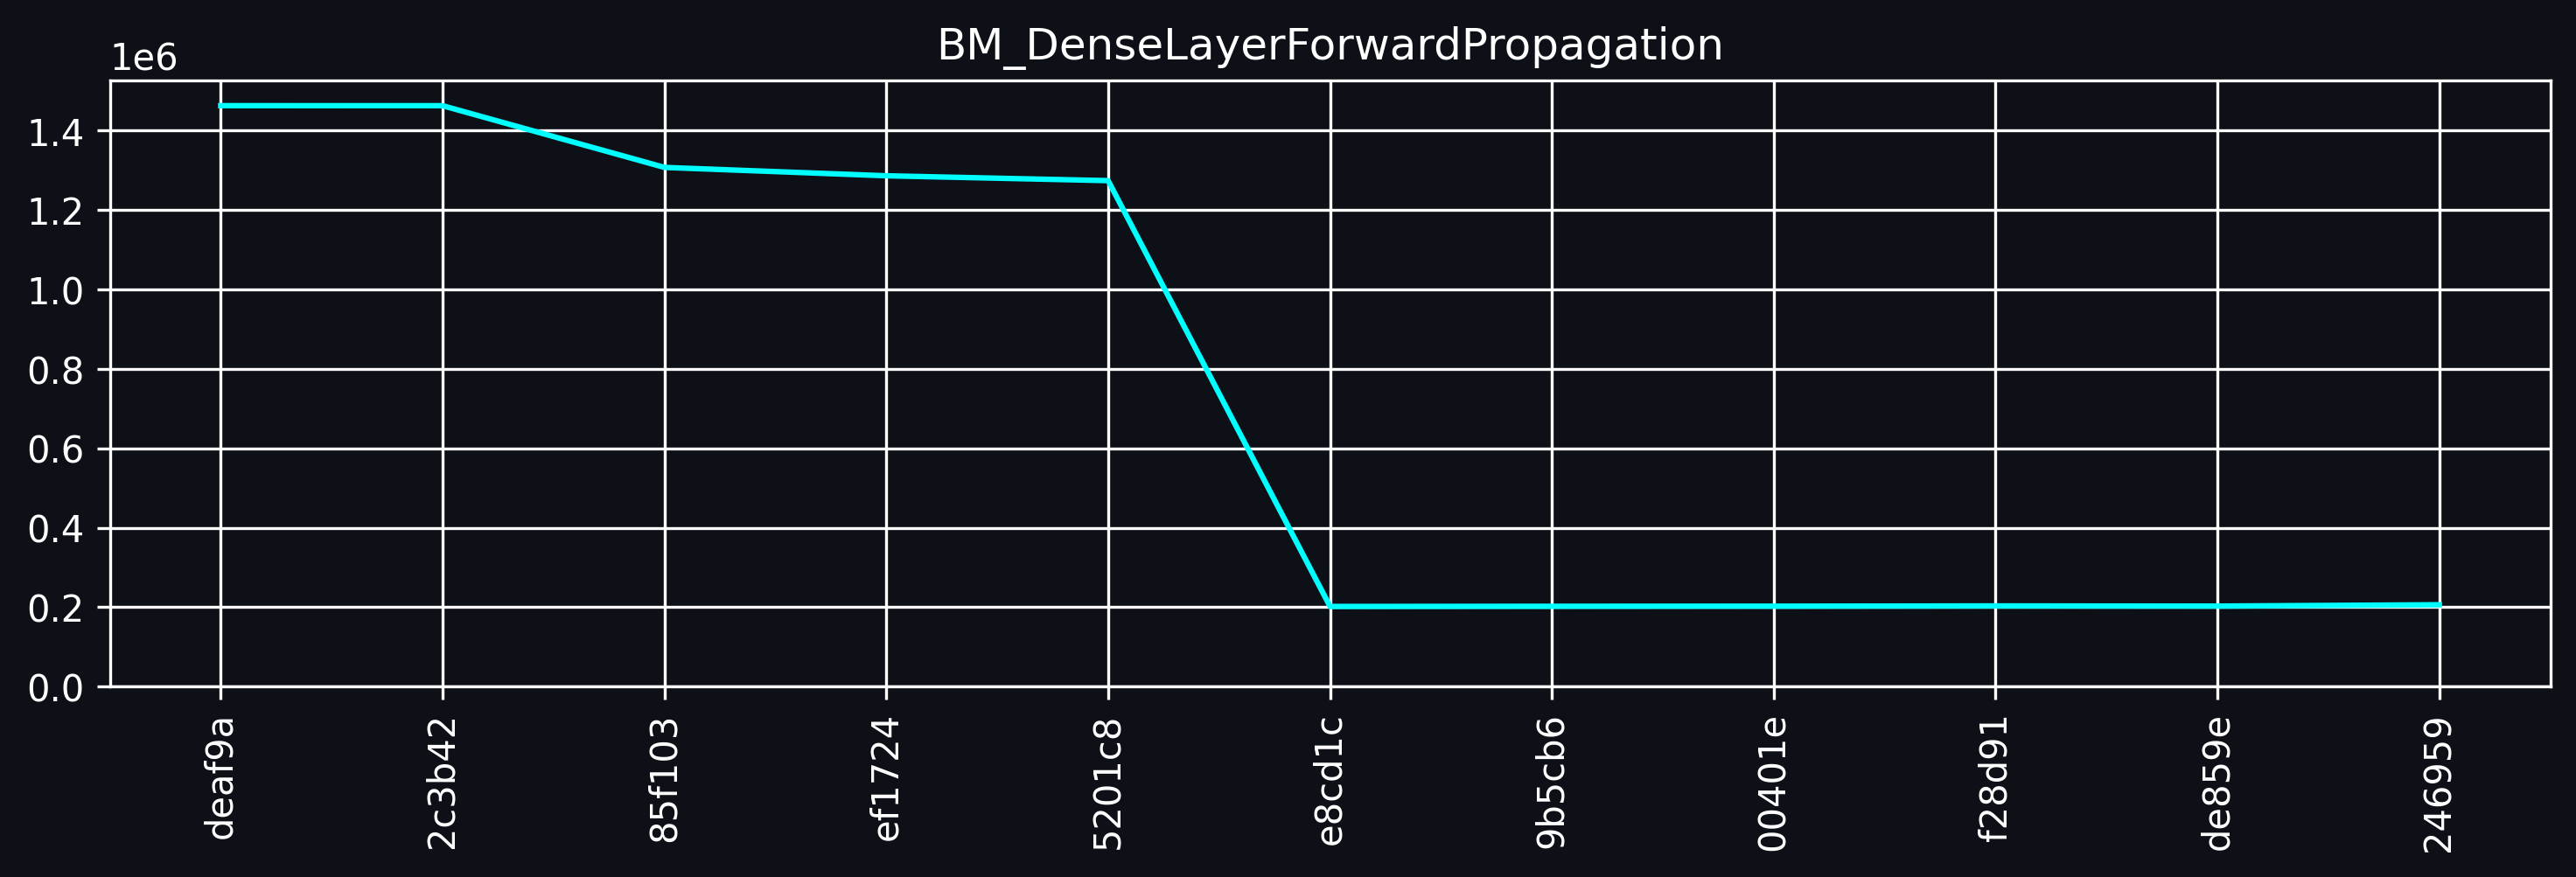 BM_DenseLayerForwardPropagation
1e6
1.4
1.2
1.0
0.8
0.6
0.4
0.2
0.0
deaf9a
2c3b42
85f103
ef1724
5201c8
e8cd1c
9b5cb6
00401e
f28d91
de859e
246959